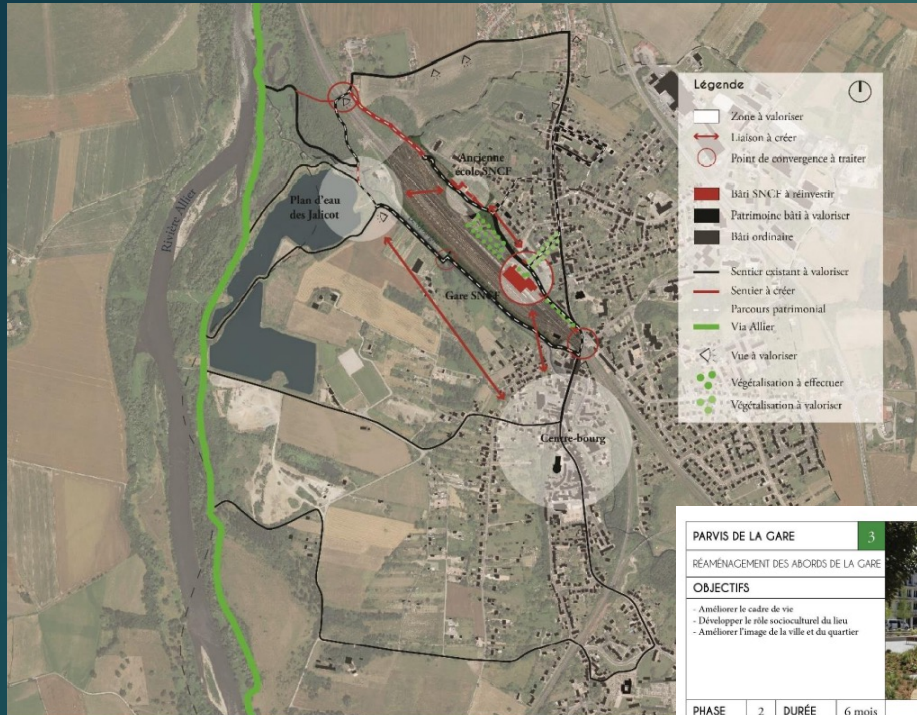 Légende
Zone à valoriser
Liaison à créer
Point de convergence à traiter
Bâti SNCF à réinvestir
Patrimoine bâti à valoriser
Bâti ordinaire
Sentier existant à valoriser
Sentier à créer
Parcours patrimonial
Via Allier
Vue à valoriser
Végétalisation à effectuer
Végétalisation à valoriser
Ancienne
école SNCF
Plan d'eau
des Jalicot
Rivière Allier
Gare SNCF
Centre-bourg
PARVIS DE LA GARE 3
RÉAMÉNAGEMENT DES ABORDS DE LA GARE
OBJECTIFS
- Améliorer le cadre de vie
- Développer le rôle socioculturel du lieu
- Améliorer l'image de la ville et du quartier
PHASE 2 DURÉE 6 mois